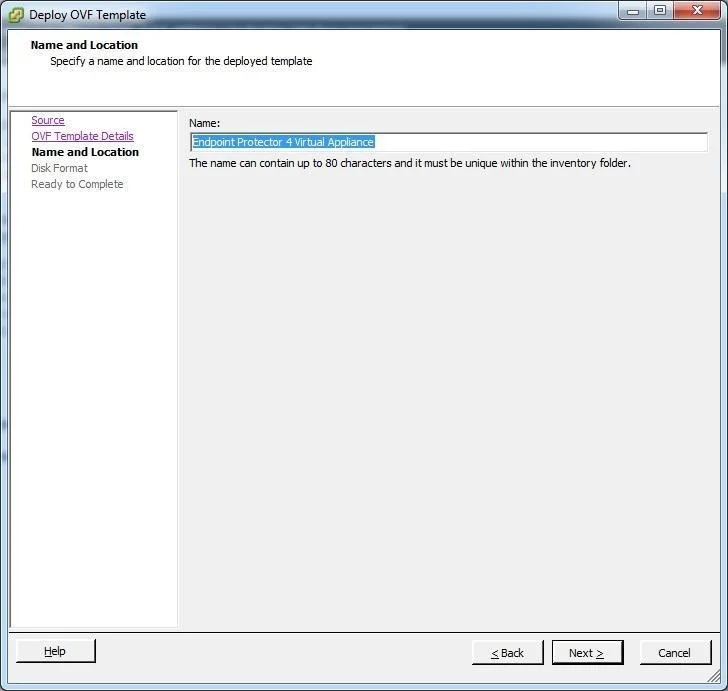 Deploy OVF Template
Name and Location
Specify a name and location for the deployed template
Source
OVF Template Details
Name and Location
Disk Format
Ready to Complete
Name:
Endpoint Protector 4 Virtual Appliance
The name can contain up to 80 characters and it must be unique within the inventory folder.
Help
< Back
Next >
Cancel